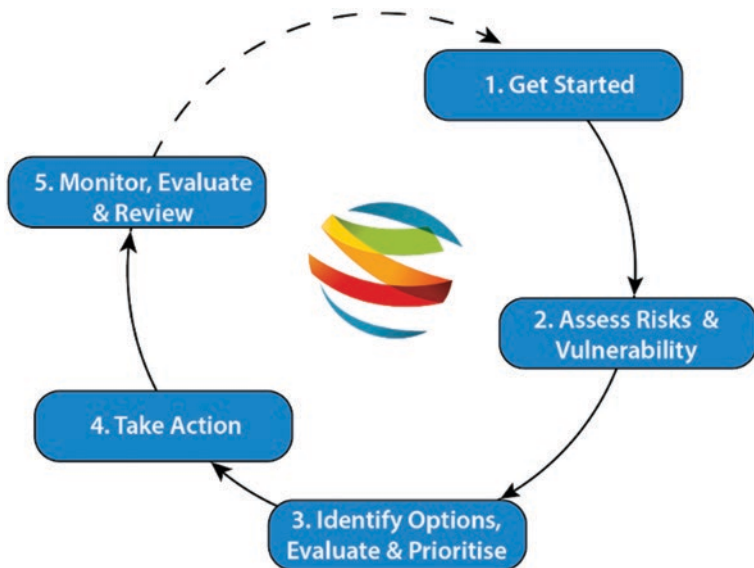 1. Get Started
2. Assess Risks &
Vulnerability
3. Identify Options,
Evaluate & Prioritise
4. Take Action
5. Monitor, Evaluate
& Review